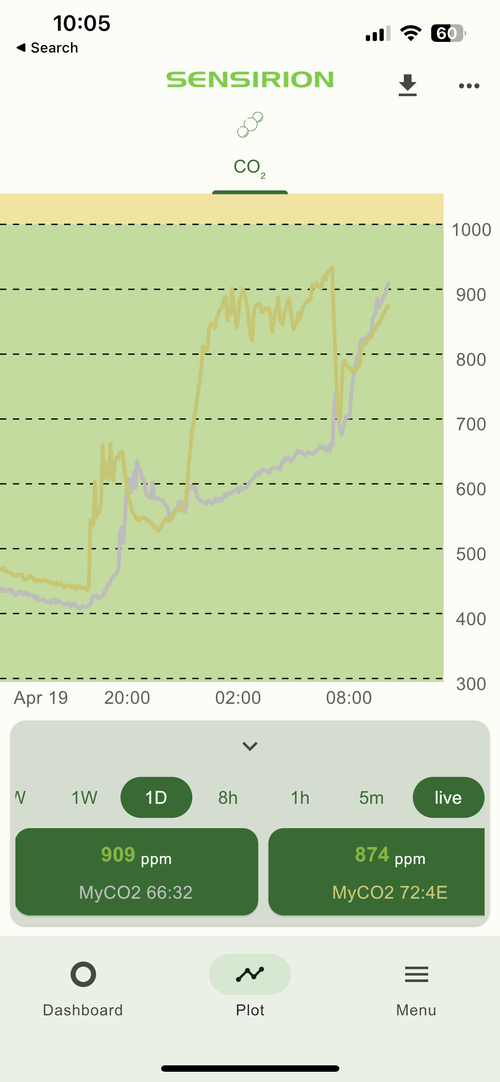 10:05
60
◀ Search
SENSIRION
CO₂
1000
900
800
700
600
500
400
300
Apr 19 20:00 02:00 08:00
W 1W 1D 8h 1h 5m live
909 ppm 874 ppm
MyCO2 66:32 MyCO2 72:4E
Dashboard Plot Menu